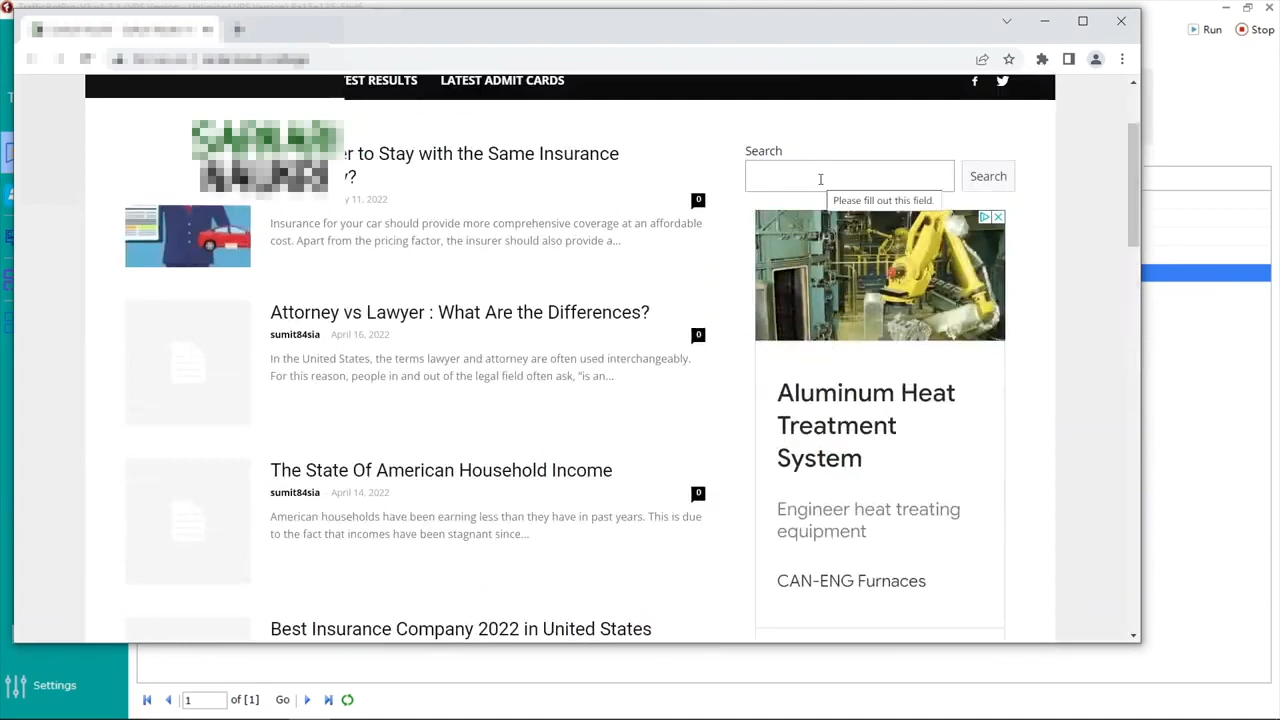 Run
Stop
EST RESULTS
LATEST ADMIT CARDS
er to Stay with the Same Insurance
y?
y 11, 2022
0
Insurance for your car should provide more comprehensive coverage at an affordable
cost. Apart from the pricing factor, the insurer should also provide a...
Attorney vs Lawyer : What Are the Differences?
sumit84sia - April 16, 2022
0
In the United States, the terms lawyer and attorney are often used interchangeably.
For this reason, people in and out of the legal field often ask, "is an...
The State Of American Household Income
sumit84sia - April 14, 2022
0
American households have been earning less than they have in past years. This is due
to the fact that incomes have been stagnant since...
Best Insurance Company 2022 in United States
Search
Search
Please fill out this field.
Aluminum Heat
Treatment
System
Engineer heat treating
equipment
CAN-ENG Furnaces
Settings
1
of [1]
Go